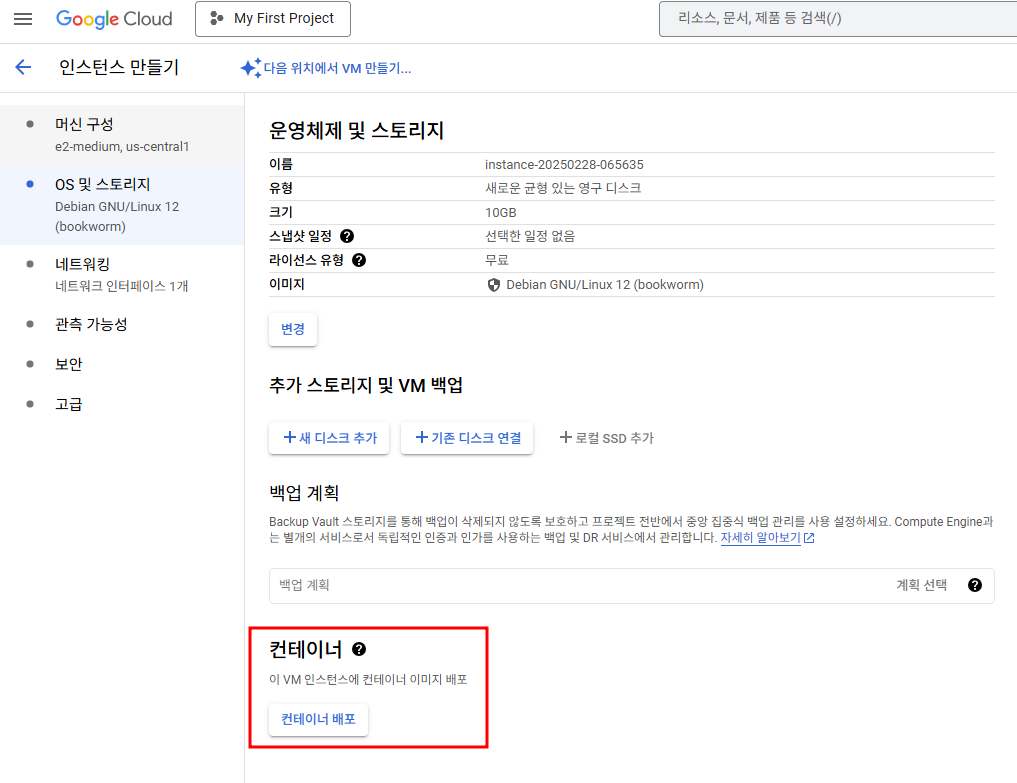 Google Cloud
My First Project
리소스, 문서, 제품 등 검색(/)
인스턴스 만들기
다음 위치에서 VM 만들기...
머신 구성
e2-medium, us-central1
OS 및 스토리지
Debian GNU/Linux 12
(bookworm)
네트워킹
네트워크 인터페이스 1개
관측 가능성
보안
고급
운영체제 및 스토리지
이름 instance-20250228-065635
유형 새로운 균형 있는 영구 디스크
크기 10GB
스냅샷 일정 선택한 일정 없음
라이선스 유형 무료
이미지 Debian GNU/Linux 12 (bookworm)
변경
추가 스토리지 및 VM 백업
새 디스크 추가 기존 디스크 연결 로컬 SSD 추가
백업 계획
Backup Vault 스토리지를 통해 백업이 삭제되지 않도록 보호하고 프로젝트 전반에서 중앙 집중식 백업 관리를 사용 설정하세요. Compute Engine과
는 별개의 서비스로서 독립적인 인증과 인가를 사용하는 백업 및 DR 서비스에서 관리합니다. 자세히 알아보기
백업 계획 계획 선택
컨테이너
이 VM 인스턴스에 컨테이너 이미지 배포
컨테이너 배포